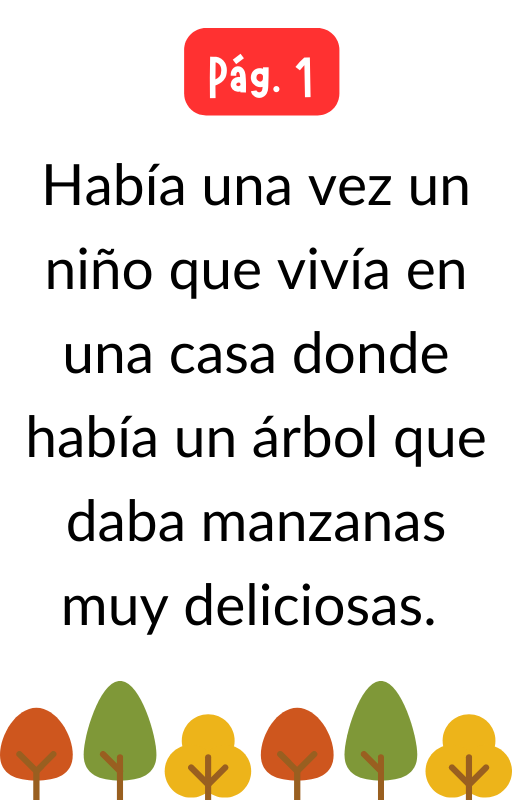 Pág. 1
Había una vez un
niño que vivía en
una casa donde
había un árbol que
daba manzanas
muy deliciosas.